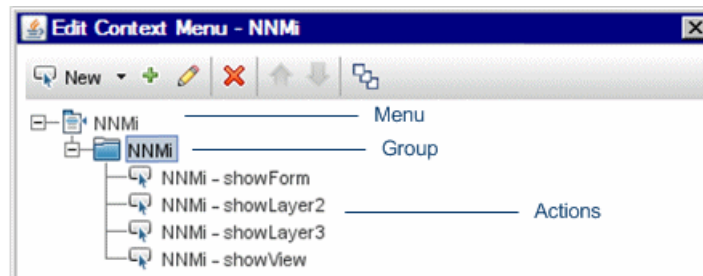 Edit Context Menu - NNMi
New
NNMi Menu
NNMi Group
NNMi - showForm
NNMi - showLayer2 Actions
NNMi - showLayer3
NNMi - showView